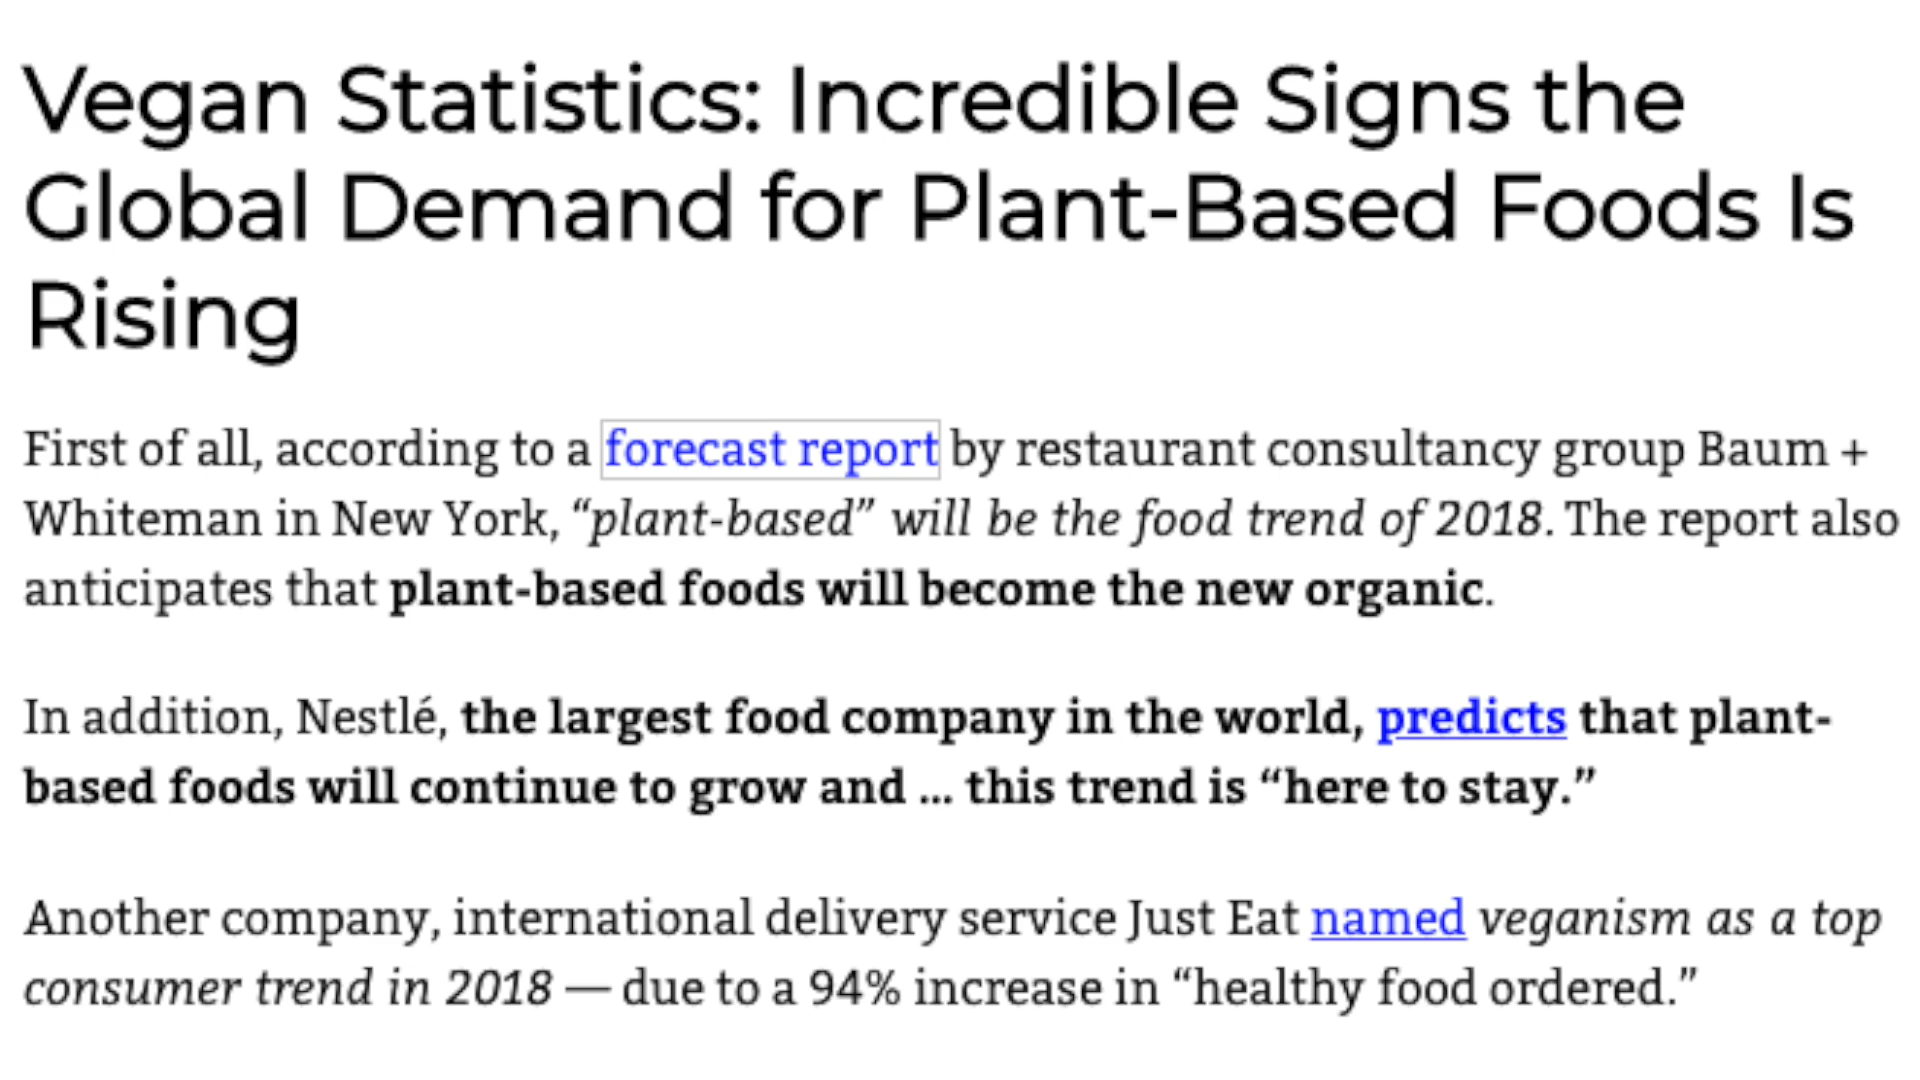 Vegan Statistics: Incredible Signs the
Global Demand for Plant-Based Foods Is
Rising
First of all, according to a forecast report by restaurant consultancy group Baum +
Whiteman in New York, “plant-based” will be the food trend of 2018. The report also
anticipates that plant-based foods will become the new organic.
In addition, Nestlé, the largest food company in the world, predicts that plant-
based foods will continue to grow and ... this trend is “here to stay.”
Another company, international delivery service Just Eat named veganism as a top
consumer trend in 2018 — due to a 94% increase in “healthy food ordered.”